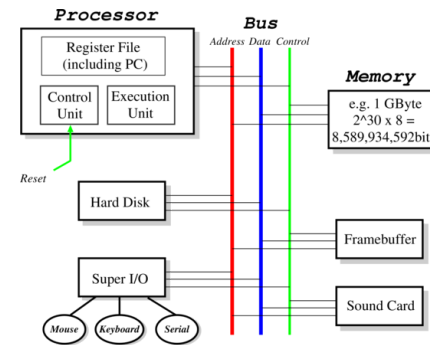 Processor
Register File
(including PC)
Control
Unit
Execution
Unit
Reset
Bus
Address Data Control
Memory
e.g. 1 GByte
2^30 x 8 =
8,589,934,592bits
Hard Disk
Framebuffer
Super I/O
Sound Card
Mouse
Keyboard
Serial